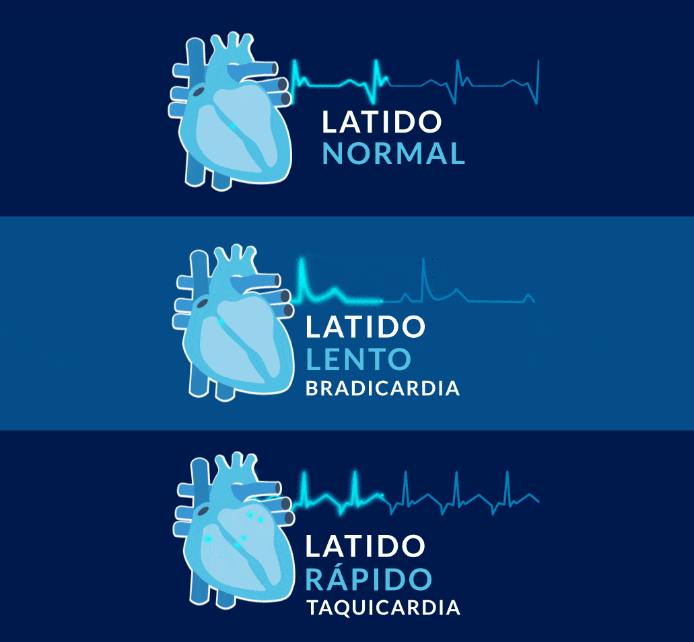 LATIDO
NORMAL
LATIDO
LENTO
BRADICARDIA
LATIDO
RÁPIDO
TAQUICARDIA